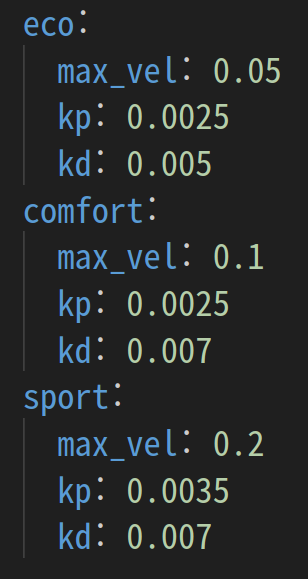 eco:
max_vel: 0.05
kp: 0.0025
kd: 0.005
comfort:
max_vel: 0.1
kp: 0.0025
kd: 0.007
sport:
max_vel: 0.2
kp: 0.0035
kd: 0.007